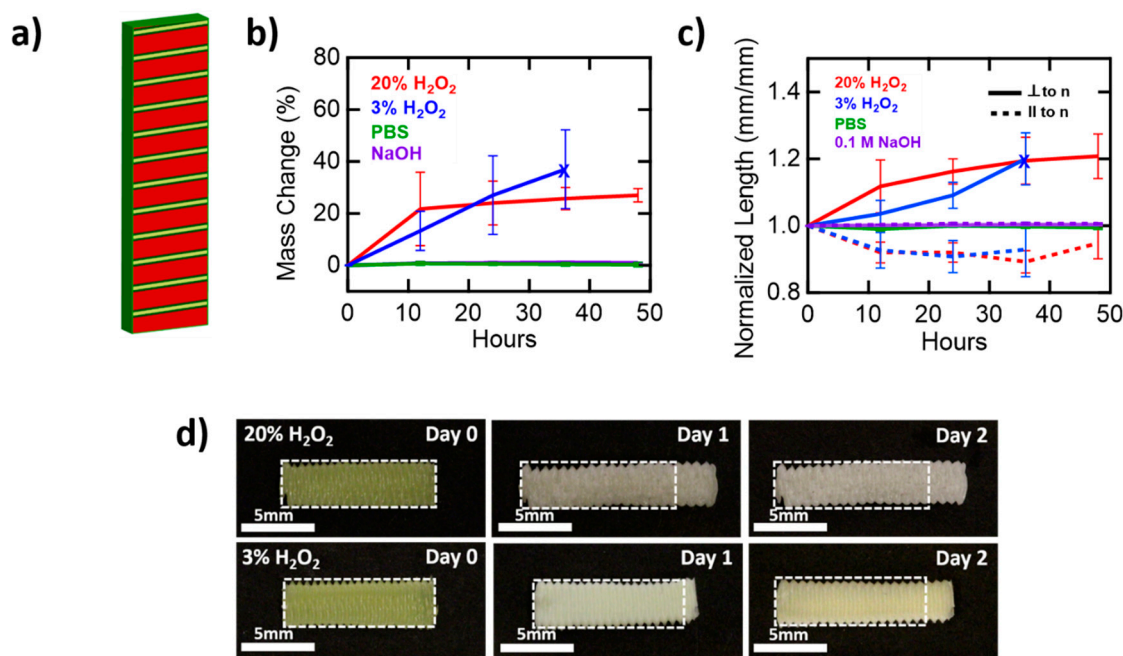 a)
b)
80
60
40
20
0
Mass Change (%)
20% H₂O₂
3% H₂O₂
PBS
NaOH
0 10 20 30 40 50
Hours
c)
1.4
1.2
1.0
0.8
Normalized Length (mm/mm)
20% H₂O₂
3% H₂O₂
PBS
0.1 M NaOH
⊥ to n
II to n
0 10 20 30 40 50
Hours
d)
20% H₂O₂ Day 0
5mm
Day 1
5mm
Day 2
5mm
3% H₂O₂ Day 0
5mm
Day 1
5mm
Day 2
5mm